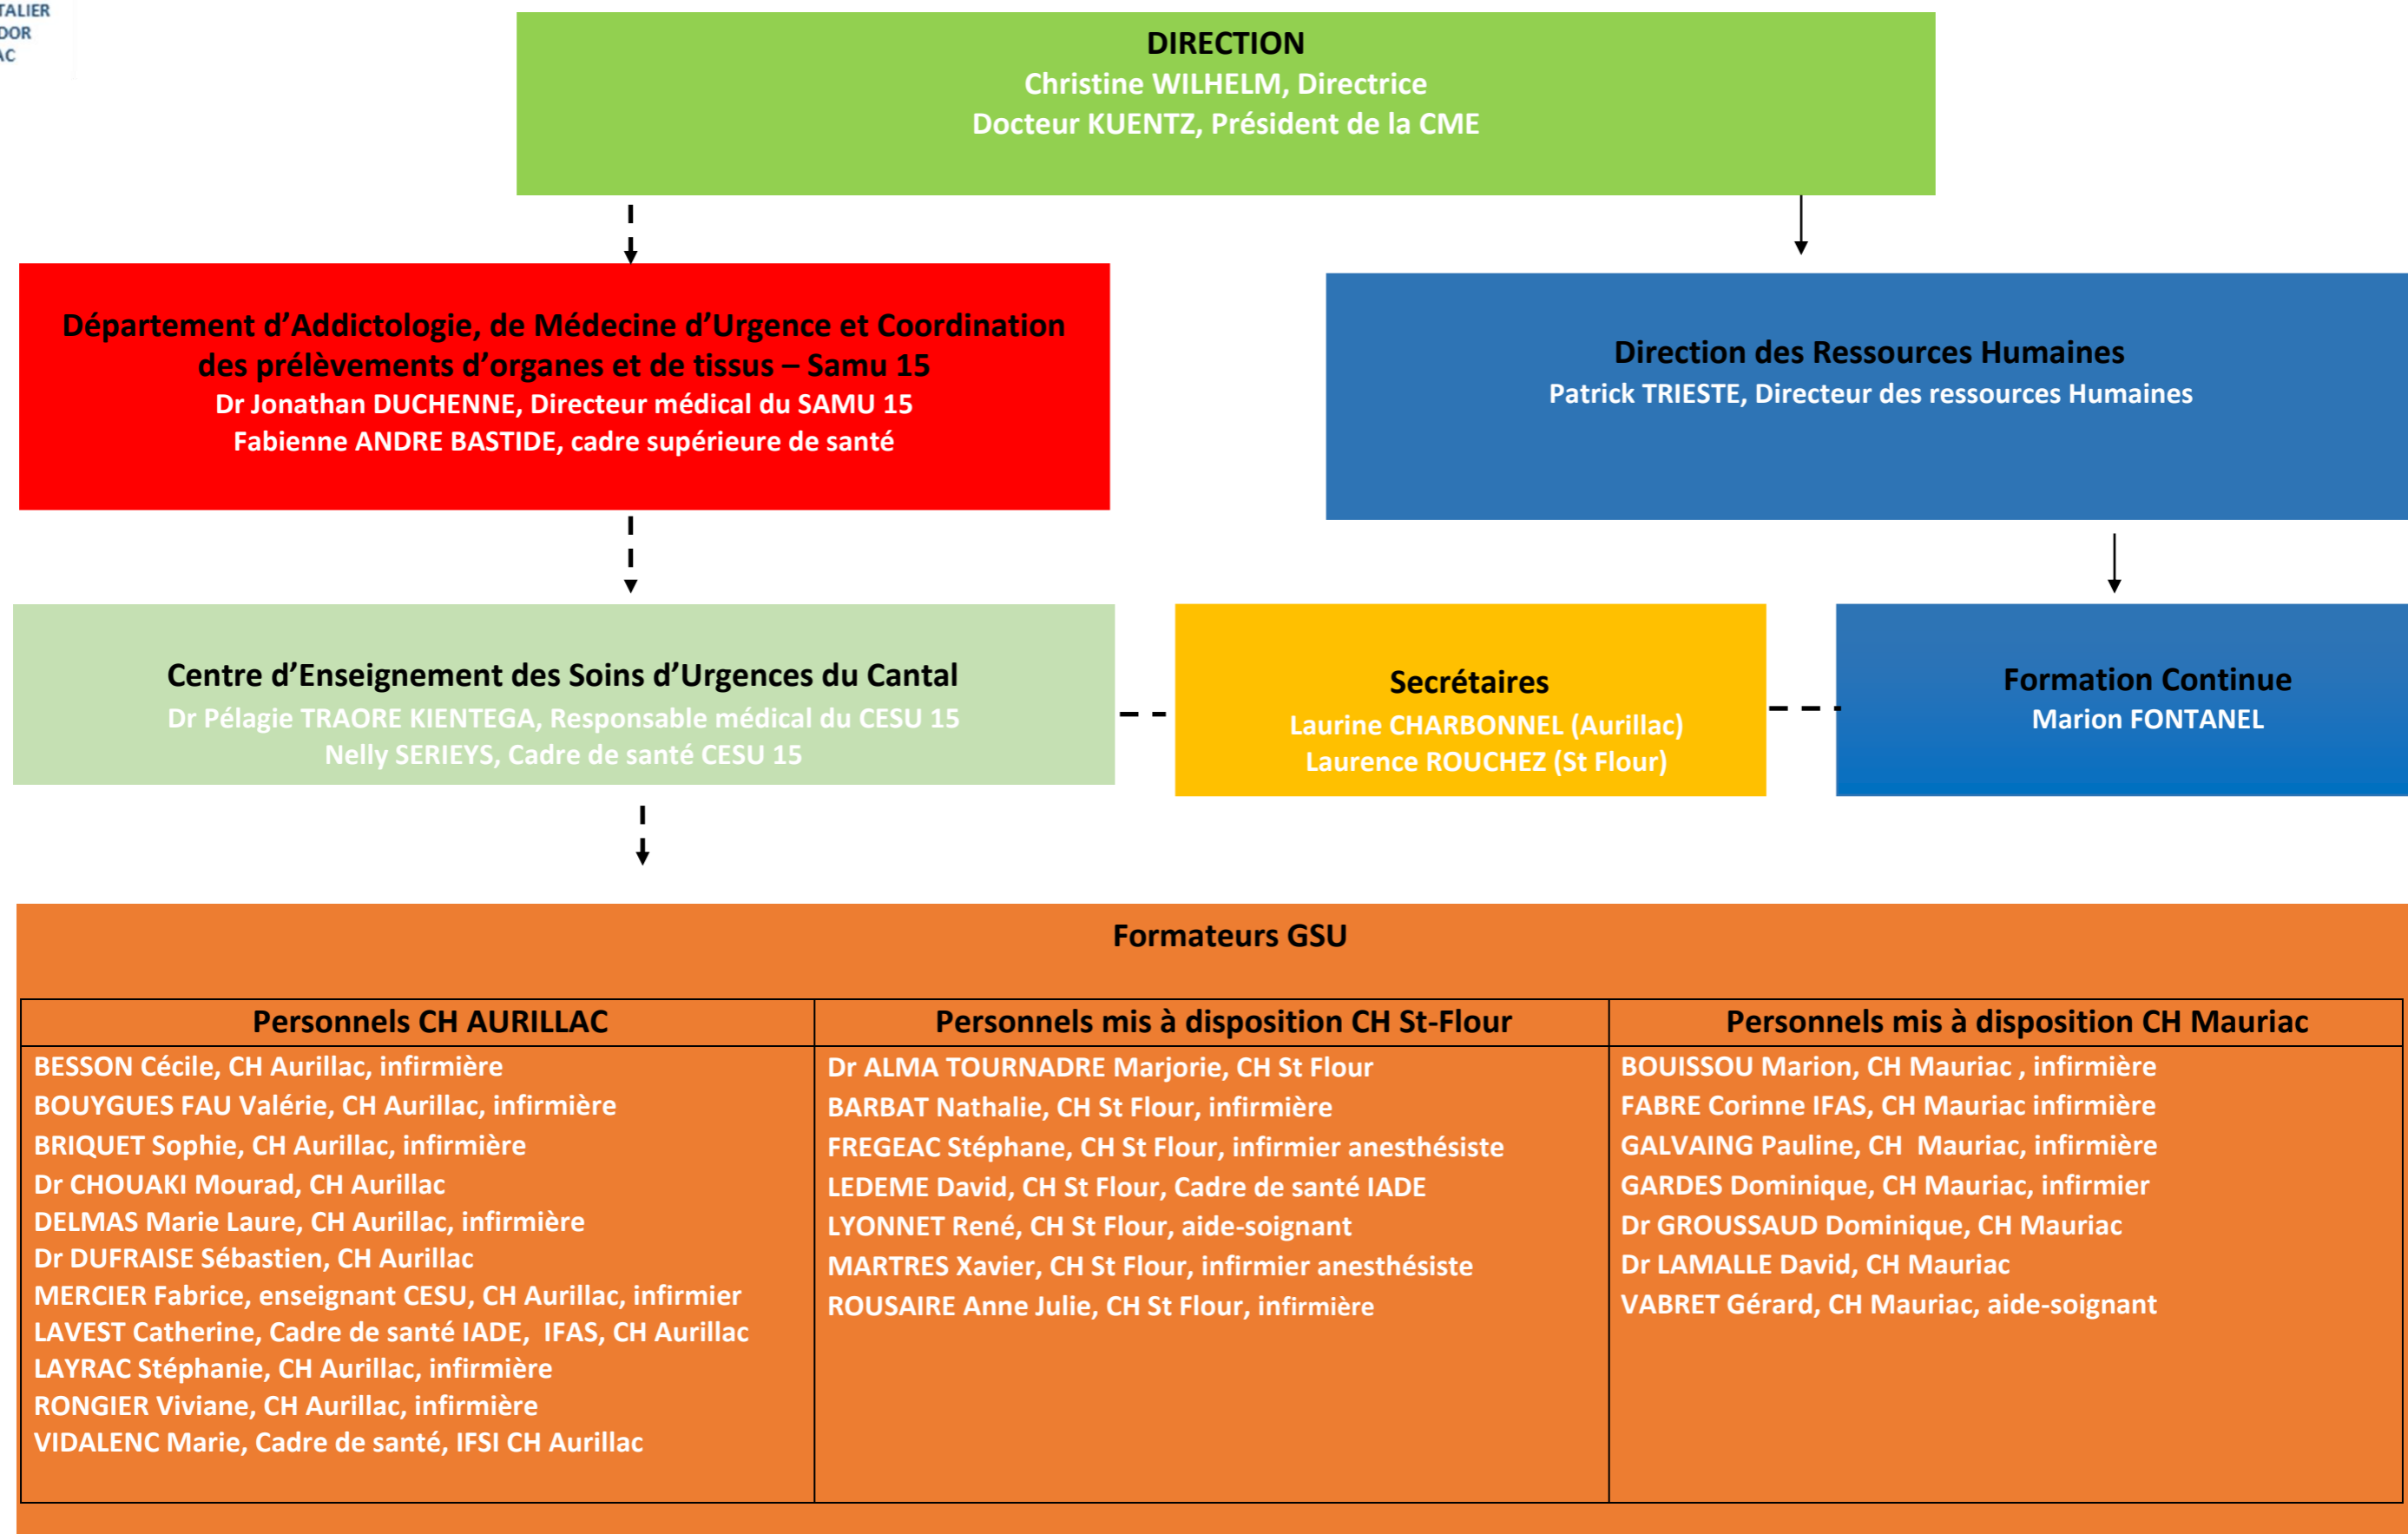 TALIER
DOR
AC
DIRECTION
Christine WILHELM, Directrice
Docteur KUENTZ, Président de la CME
Département d’Addictologie, de Médecine d’Urgence et Coordination
des prélèvements d’organes et de tissus – Samu 15
Dr Jonathan DUCHENNE, Directeur médical du SAMU 15
Fabienne ANDRE BASTIDE, cadre supérieure de santé
Direction des Ressources Humaines
Patrick TRIESTE, Directeur des ressources Humaines
Centre d’Enseignement des Soins d’Urgences du Cantal
Dr Pélagie TRAORE KIENTEGA, Responsable médical du CESU 15
Nelly SERIEYS, Cadre de santé CESU 15
Secrétaires
Laurine CHARBONNEL (Aurillac)
Laurence ROUCHEZ (St Flour)
Formation Continue
Marion FONTANEL
Formateurs GSU
Personnels CH AURILLAC
BESSON Cécile, CH Aurillac, infirmière
BOUYGUES FAU Valérie, CH Aurillac, infirmière
BRIQUET Sophie, CH Aurillac, infirmière
Dr CHOUAKI Mourad, CH Aurillac
DELMAS Marie Laure, CH Aurillac, infirmière
Dr DUFRAISE Sébastien, CH Aurillac
MERCIER Fabrice, enseignant CESU, CH Aurillac, infirmier
LAVEST Catherine, Cadre de santé IADE, IFAS, CH Aurillac
LAYRAC Stéphanie, CH Aurillac, infirmière
RONGIER Viviane, CH Aurillac, infirmière
VIDALENC Marie, Cadre de santé, IFSI CH Aurillac
Personnels mis à disposition CH St-Flour
Dr ALMA TOURNADRE Marjorie, CH St Flour
BARBAT Nathalie, CH St Flour, infirmière
FREGEAC Stéphane, CH St Flour, infirmier anesthésiste
LEDEME David, CH St Flour, Cadre de santé IADE
LYONNET René, CH St Flour, aide-soignant
MARTRES Xavier, CH St Flour, infirmier anesthésiste
ROUSAIRE Anne Julie, CH St Flour, infirmière
Personnels mis à disposition CH Mauriac
BOUISSOU Marion, CH Mauriac , infirmière
FABRE Corinne IFAS, CH Mauriac infirmière
GALVAING Pauline, CH Mauriac, infirmière
GARDES Dominique, CH Mauriac, infirmier
Dr GROUSSAUD Dominique, CH Mauriac
Dr LAMALLE David, CH Mauriac
VABRET Gérard, CH Mauriac, aide-soignant